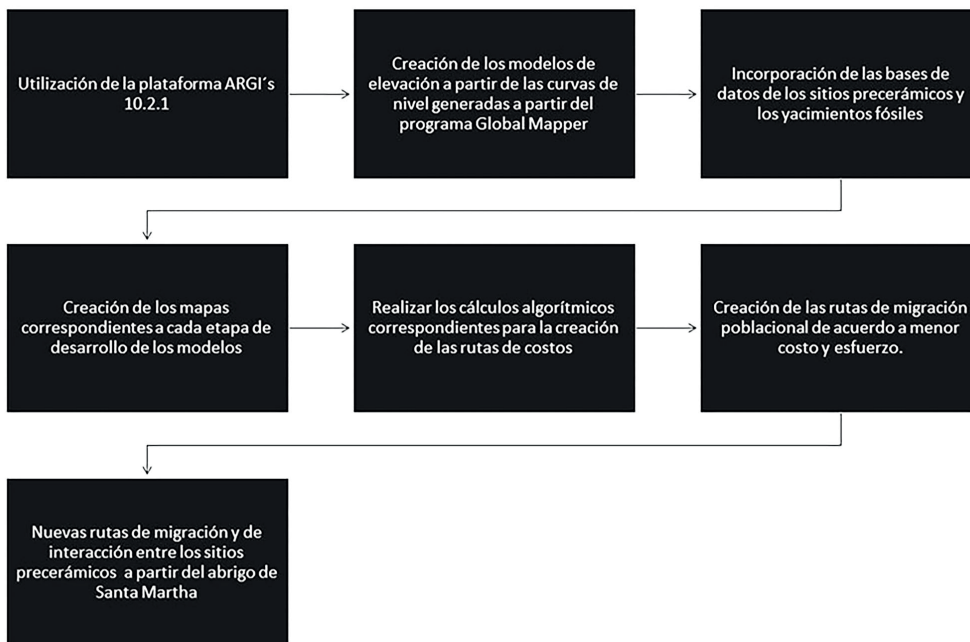 Utilización de la plataforma ARGI´s
10.2.1
Creación de los modelos de
elevación a partir de las curvas de
nivel generadas a partir del
programa Global Mapper
Incorporación de las bases de
datos de los sitios precerámicos y
los yacimientos fósiles
Creación de los mapas
correspondientes a cada etapa de
desarrollo de los modelos
Realizar los cálculos algorítmicos
correspondientes para la creación
de las rutas de costos
Creación de las rutas de migración
poblacional de acuerdo a menor
costo y esfuerzo.
Nuevas rutas de migración y de
interacción entre los sitios
precerámicos a partir del abrigo de
Santa Martha